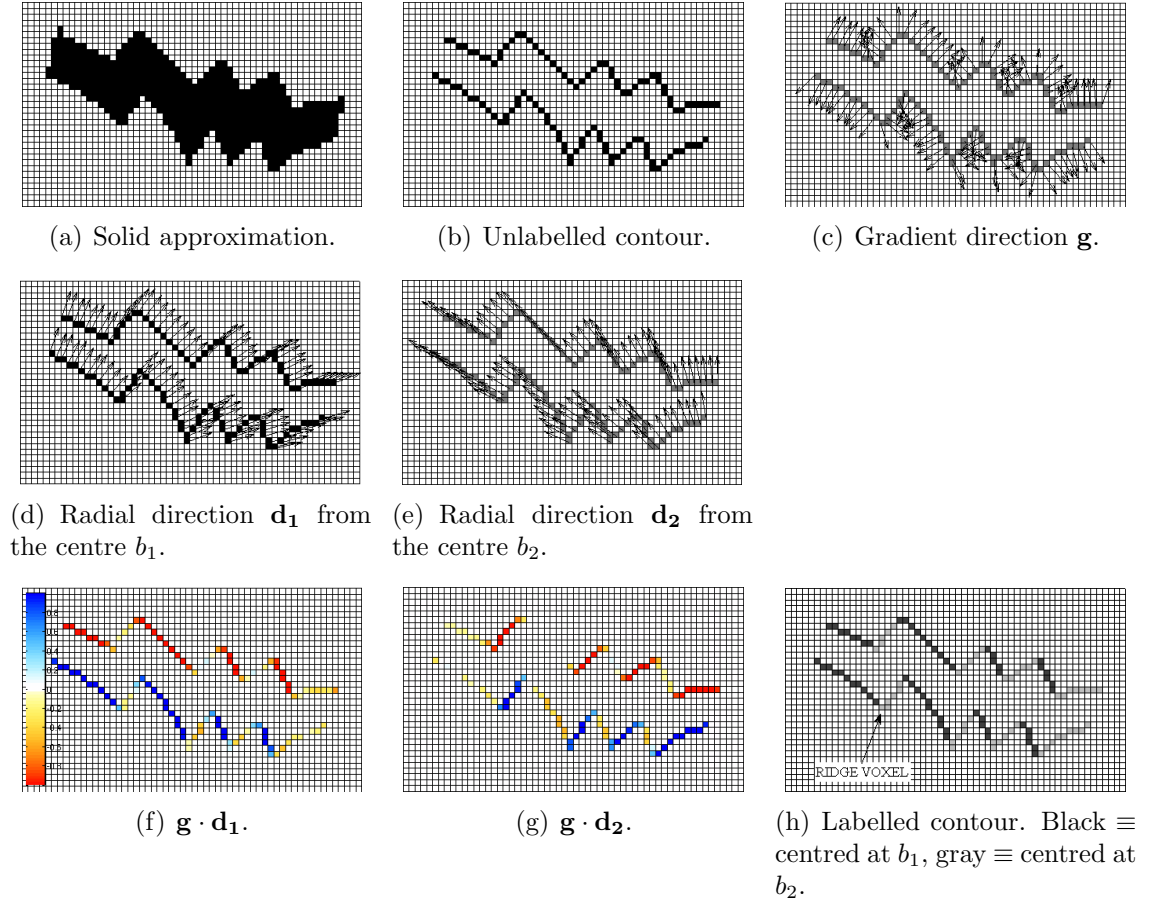 (a) Solid approximation.
(b) Unlabelled contour.
(c) Gradient direction g.
(d) Radial direction d₁ from
the centre b₁.
(e) Radial direction d₂ from
the centre b₂.
RIDGE VOXEL
(f) g · d₁.
(g) g · d₂.
(h) Labelled contour. Black ≡
centred at b₁, gray ≡ centred at
b₂.